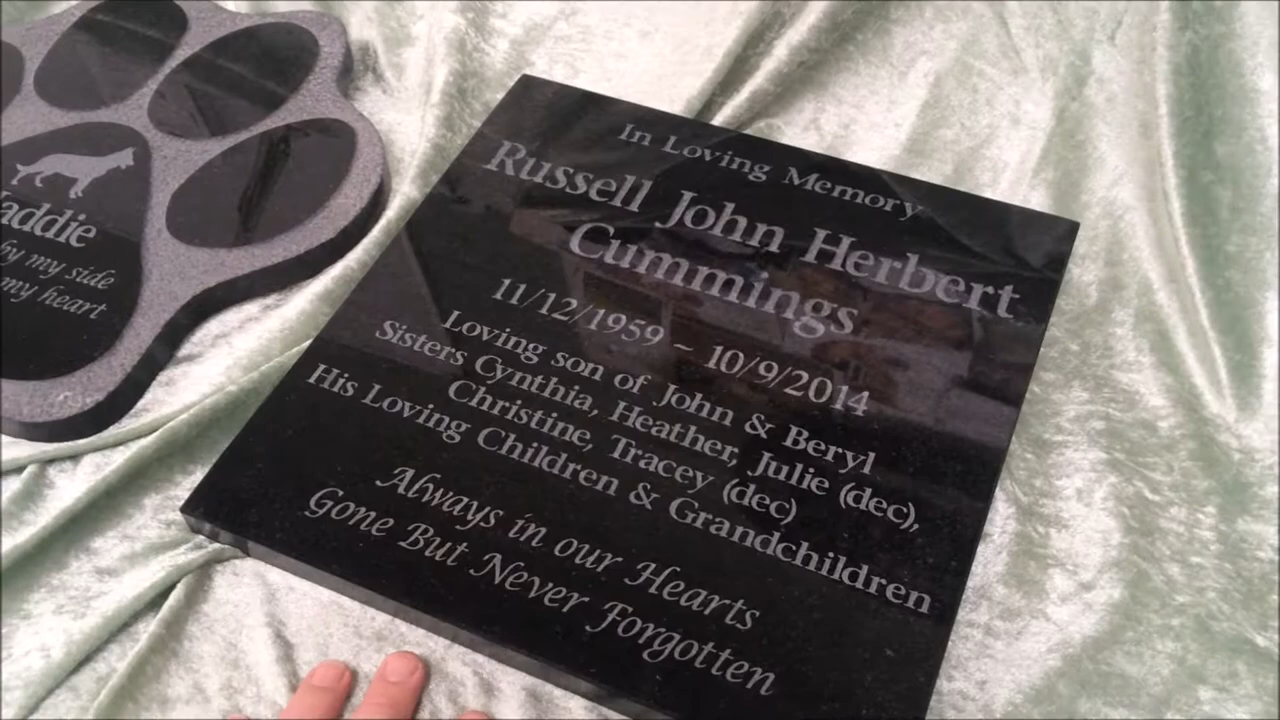 addie
by my side
my heart
In Loving Memory
Russell John Herbert
Cummings
11/12/1959 ~ 10/9/2014
Loving son of John & Beryl
Sisters Cynthia, Heather, Julie (dec),
Christine, Tracey (dec)
His Loving Children & Grandchildren
Always in our Hearts
Gone But Never Forgotten